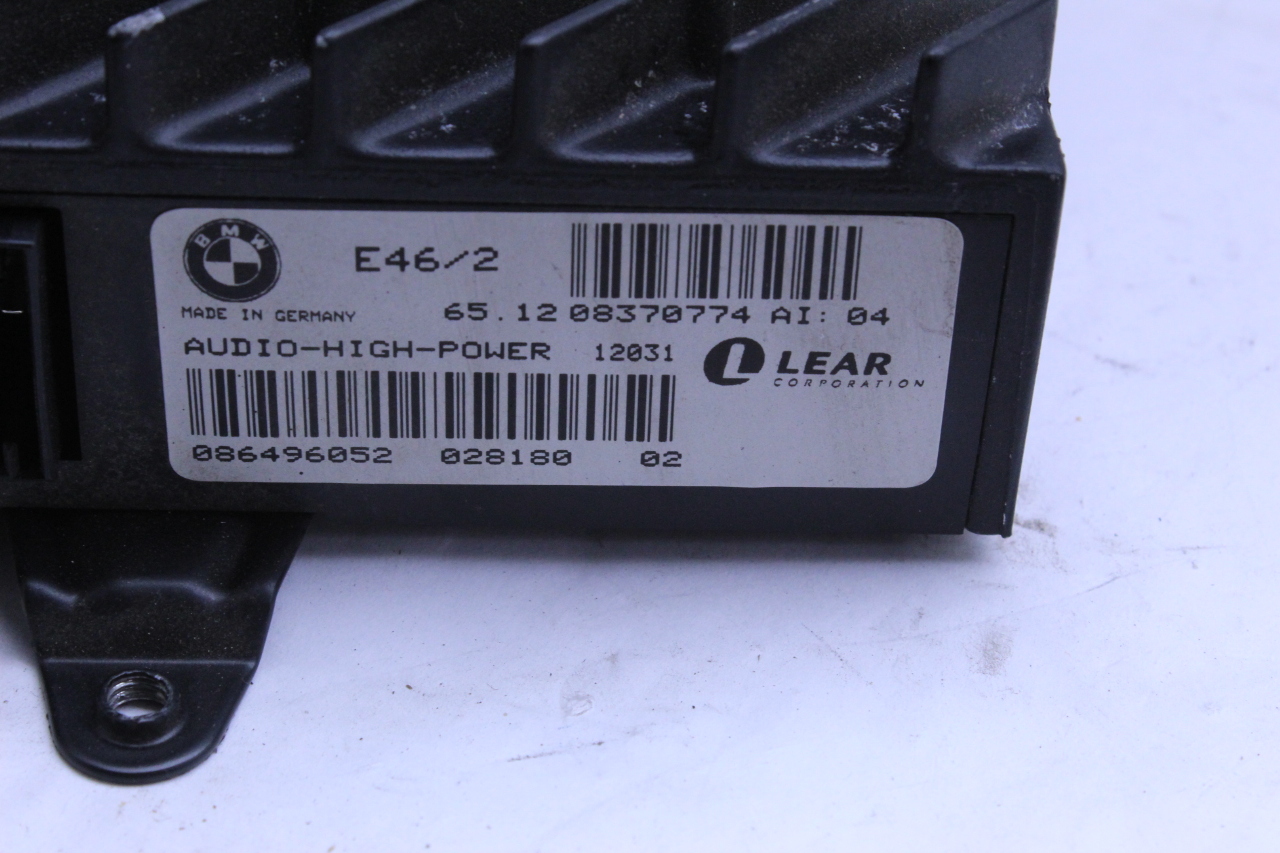 BMW
E46/2
MADE IN GERMANY
65.12 08370774 AI: 04
AUDIO-HIGH-POWER 12031
LEAR
CORPORATION
086496052 028180 02